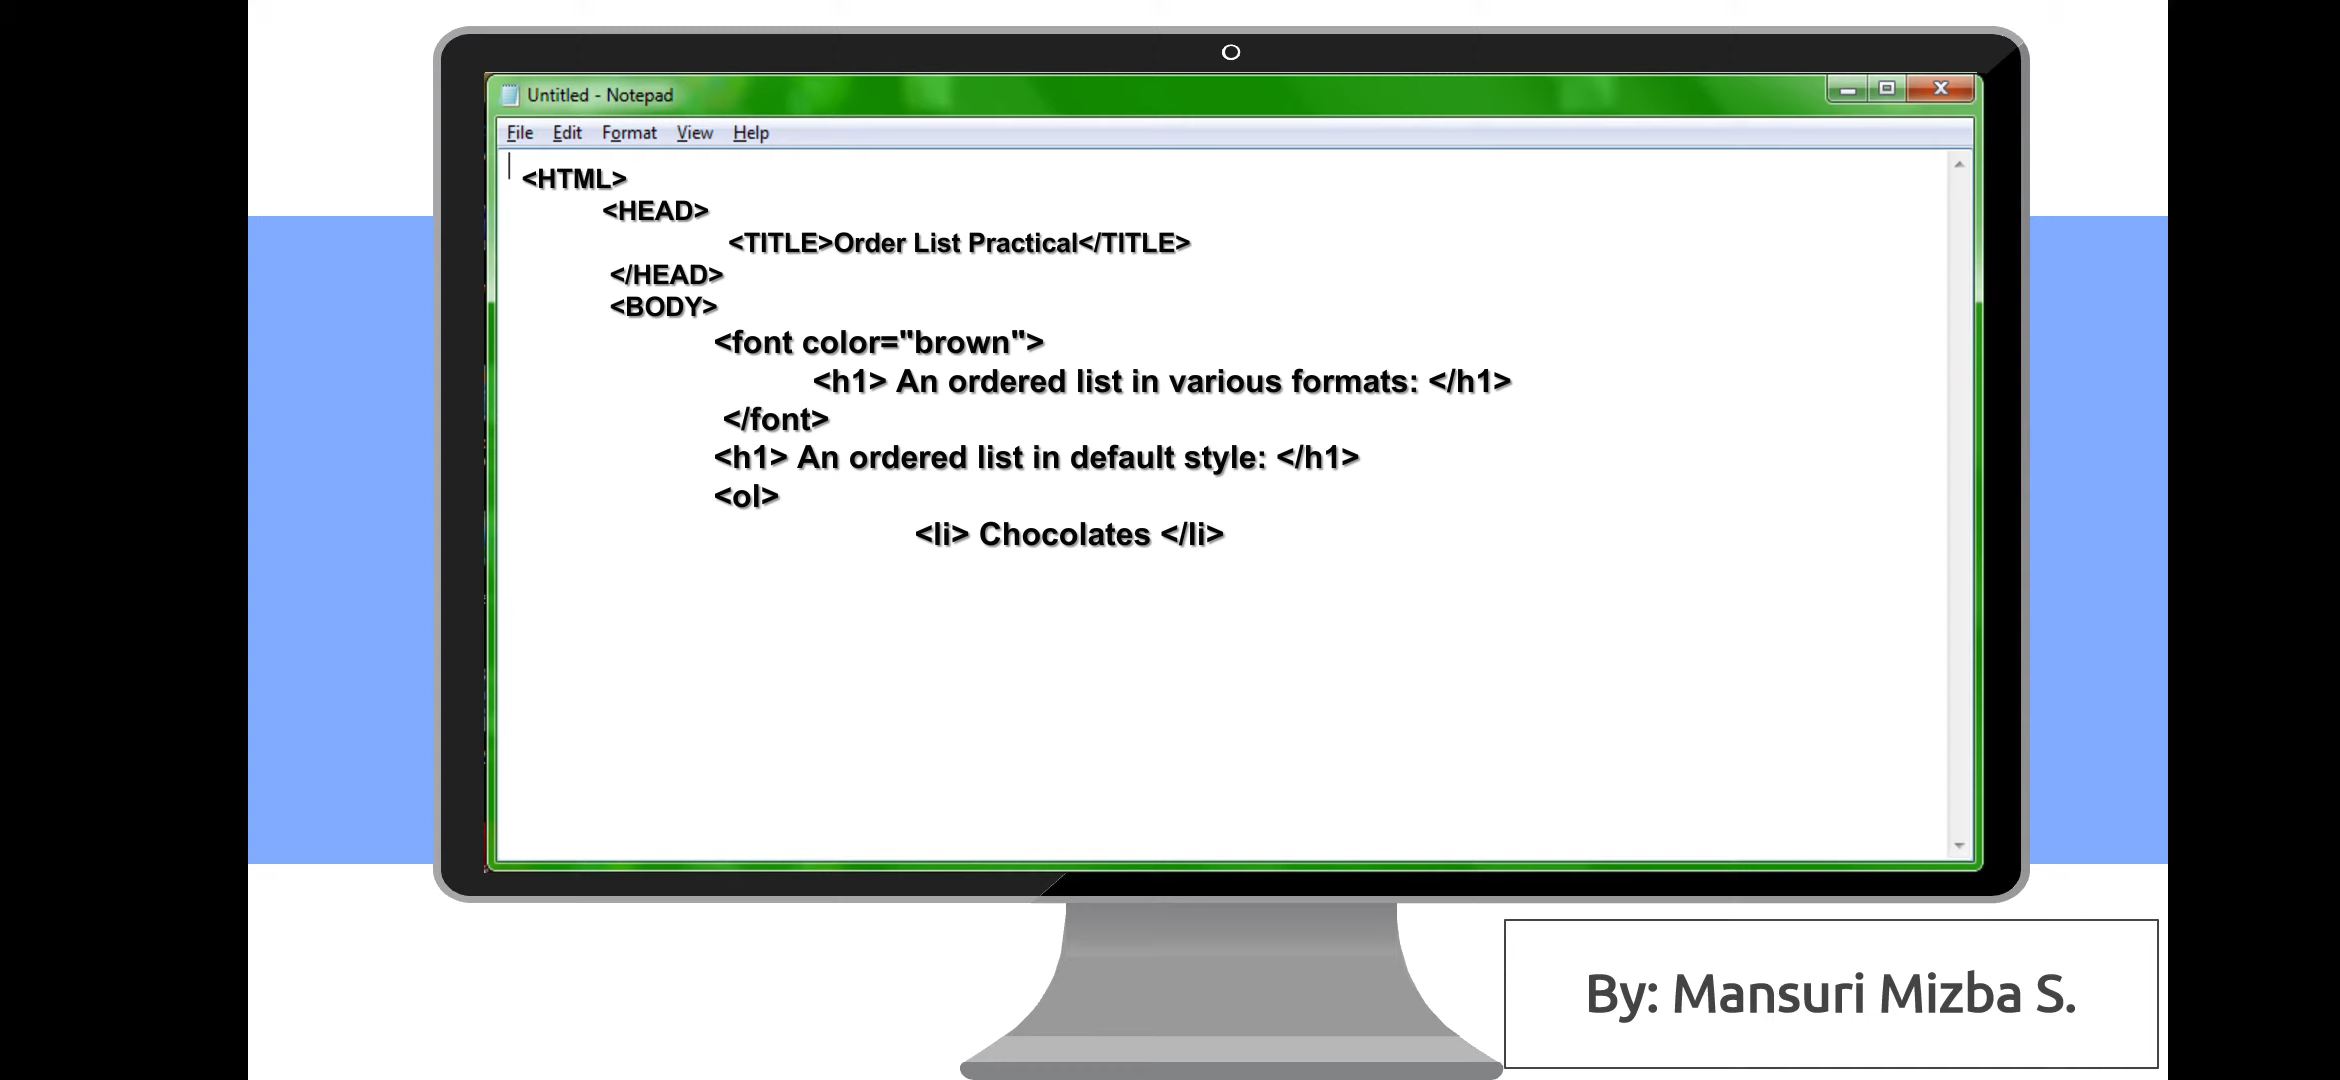 Untitled - Notepad
File Edit Format View Help
<HTML>
<HEAD>
<TITLE>Order List Practical</TITLE>
</HEAD>
<BODY>
<font color="brown">
<h1> An ordered list in various formats: </h1>
</font>
<h1> An ordered list in default style: </h1>
<ol>
<li> Chocolates </li>
By: Mansuri Mizba S.